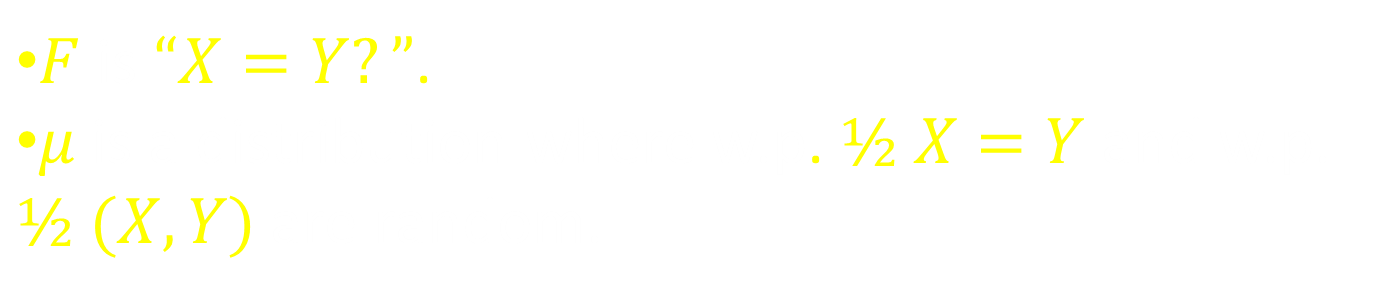 •F “X = Y?”.
•μ . ½ X = Y
½ (X, Y)